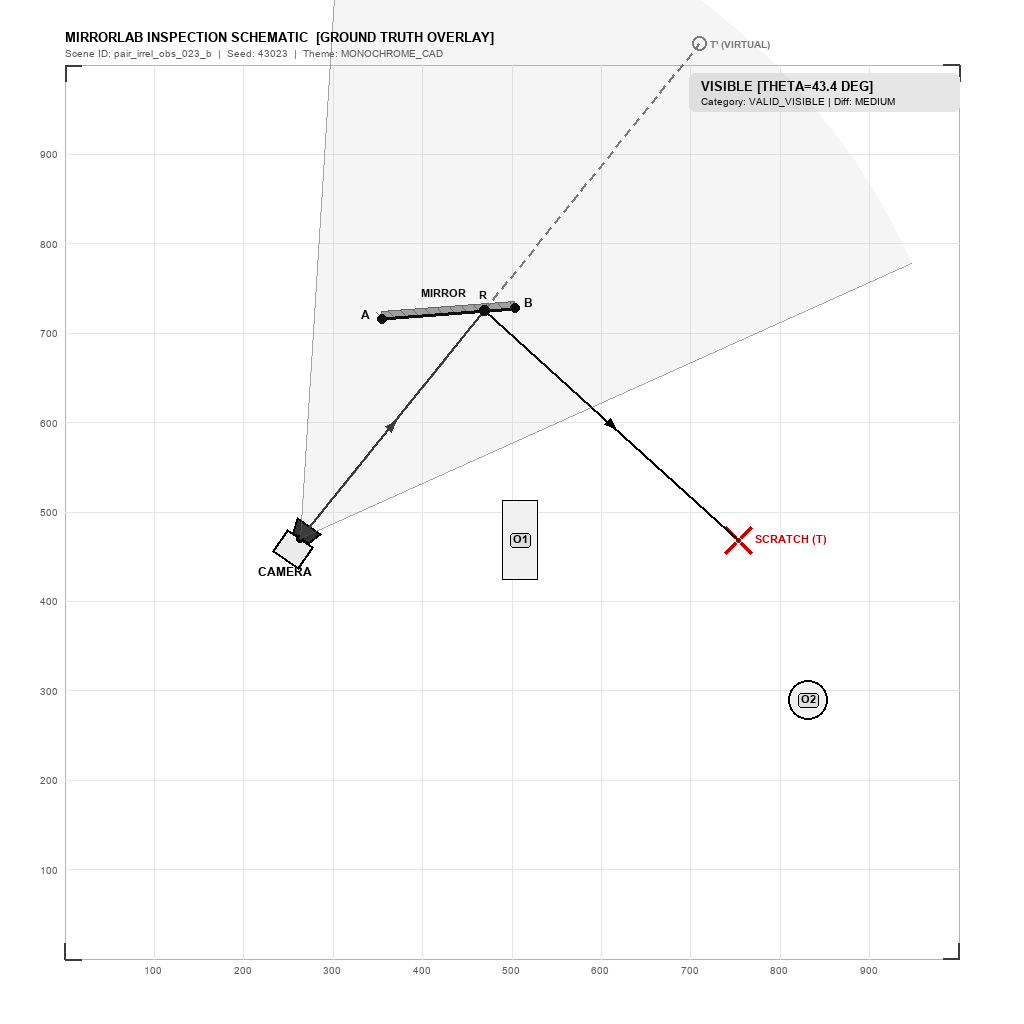 MIRRORLAB INSPECTION SCHEMATIC  [GROUND TRUTH OVERLAY]
Scene ID: pair_irrel_obs_023_b  |  Seed: 43023  |  Theme: MONOCHROME_CAD
T' (VIRTUAL)
VISIBLE [THETA=43.4 DEG]
Category: VALID_VISIBLE | Diff: MEDIUM
MIRROR
R
A
B
O1
SCRATCH (T)
CAMERA
O2
900
800
700
600
500
400
300
200
100
100
200
300
400
500
600
700
800
900